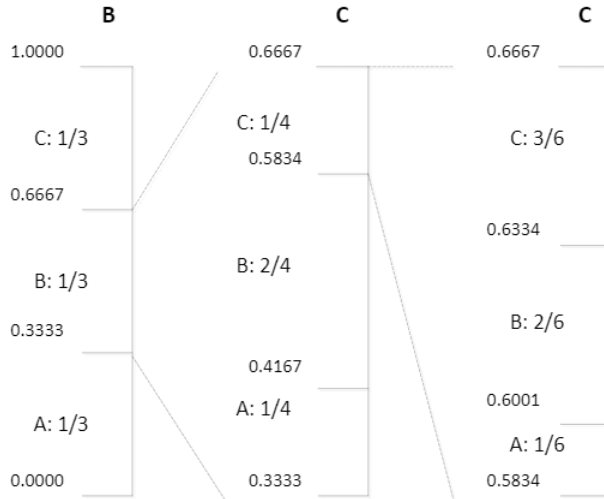 B
C
C
1.0000
C: 1/3
0.6667
B: 1/3
0.3333
A: 1/3
0.0000
0.6667
C: 1/4
0.5834
B: 2/4
0.4167
A: 1/4
0.3333
0.6667
C: 3/6
0.6334
B: 2/6
0.6001
A: 1/6
0.5834